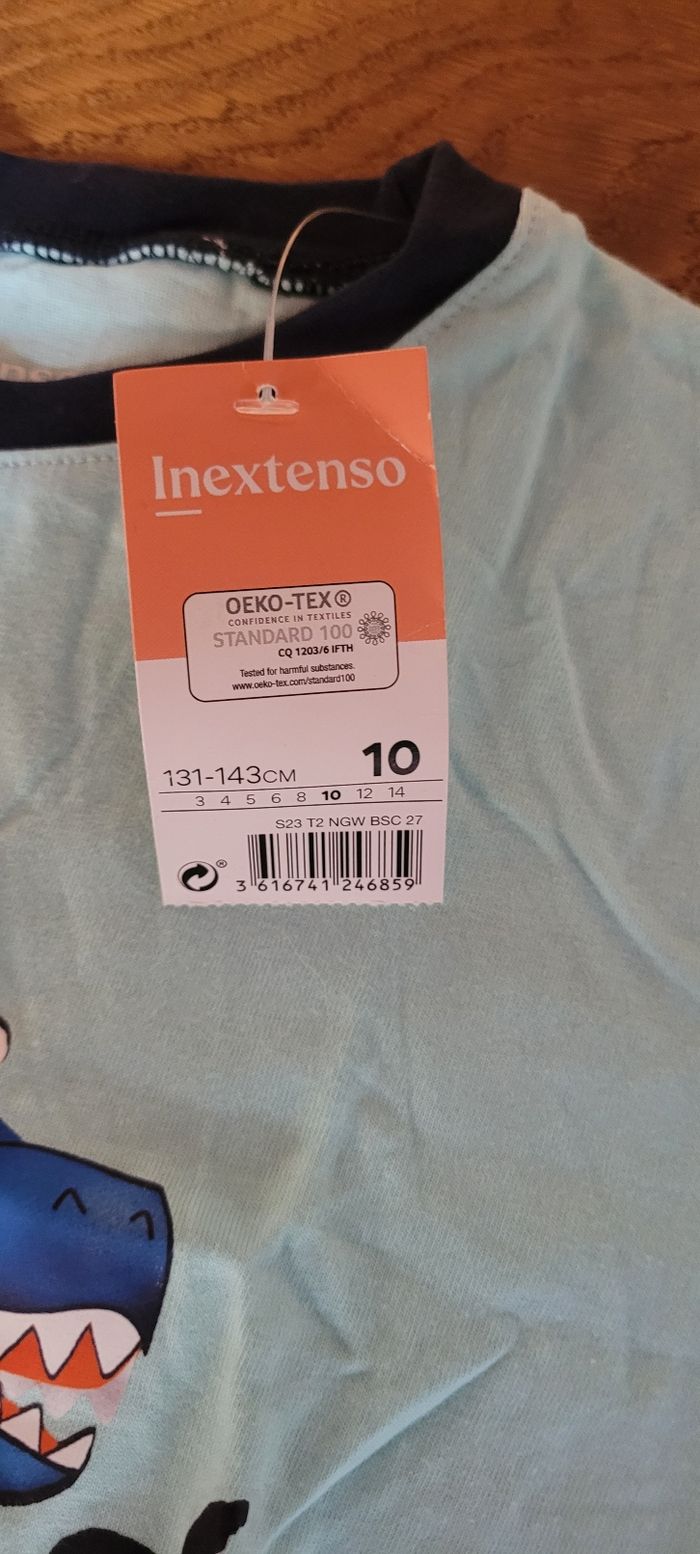 Inextenso
OEKO-TEX®
CONFIDENCE IN TEXTILES
STANDARD 100
CQ 1203/6 IFTH
Tested for harmful substances.
www.oeko-tex.com/standard100
131-143CM 10
3 4 5 6 8 10 12 14
S23 T2 NGW BSC 27
®
3 616741 246859